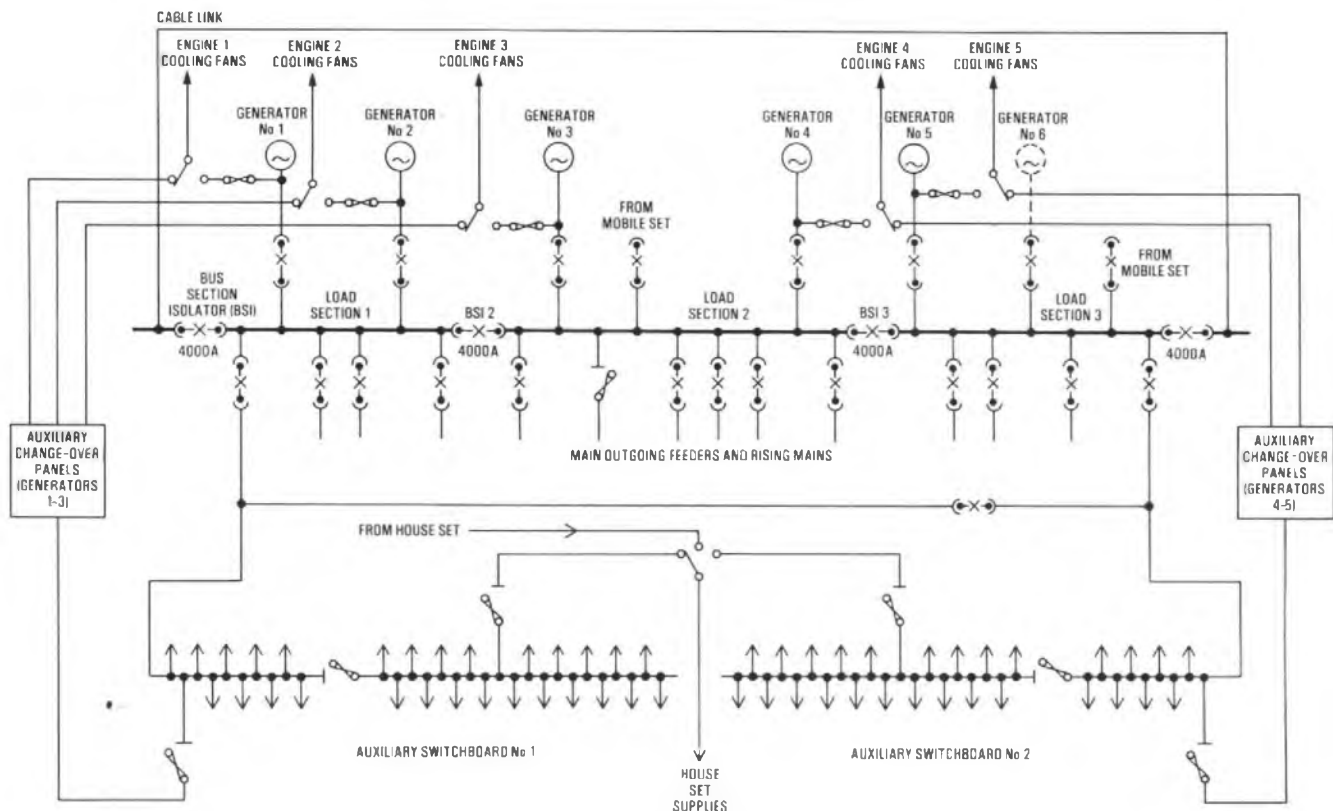 CABLE LINK
ENGINE 1
COOLING FANS
ENGINE 2
COOLING FANS
ENGINE 3
COOLING FANS
ENGINE 4
COOLING FANS
ENGINE 5
COOLING FANS
GENERATOR
No 1
GENERATOR
No 2
GENERATOR
No 3
GENERATOR
No 4
GENERATOR
No 5
GENERATOR
No 6
FROM
MOBILE SET
FROM
MOBILE SET
BUS
SECTION
ISOLATOR (BSI)
4000A
LOAD
SECTION 1
BSI 2
4000A
LOAD
SECTION 2
BSI 3
4000A
LOAD
SECTION 3
4000A
MAIN OUTGOING FEEDERS AND RISING MAINS
AUXILIARY
CHANGE-OVER
PANELS
(GENERATORS
1-3)
AUXILIARY
CHANGE-OVER
PANELS
(GENERATORS
4-5)
FROM HOUSE SET
AUXILIARY SWITCHBOARD No 1
AUXILIARY SWITCHBOARD No 2
HOUSE
SET
SUPPLIES